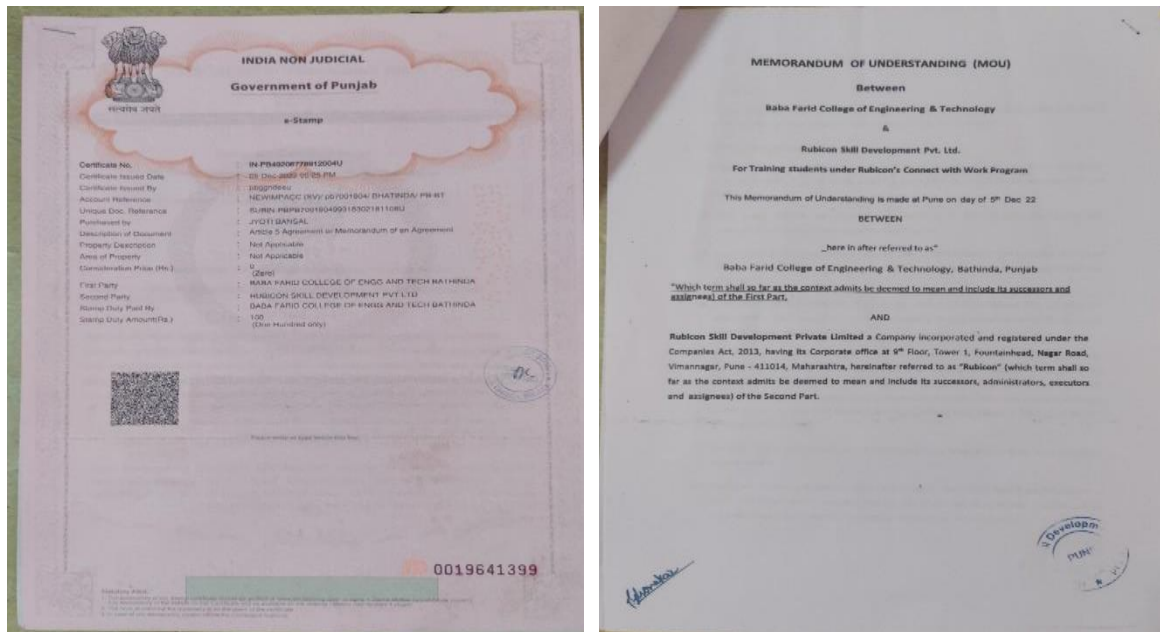 सत्यमेव जयते
INDIA NON JUDICIAL
Government of Punjab
e-Stamp
Certificate No. :
Certificate Issued Date : 2022
Certificate Issued By :
Account Reference : BHATINDA/ PB-BT
Unique Doc. Reference :
Purchased by : JYOTI BANSAL
Description of Document : Article 5 Agreement or Memorandum of an Agreement
Property Description : Not Applicable
Area of Property : Not Applicable
Consideration Price (Rs.) : 0
(Zero)
First Party : BABA FARID COLLEGE OF ENGG AND TECH BATHINDA
Second Party : RUBICON SKILL DEVELOPMENT PVT LTD
Stamp Duty Paid By : BABA FARID COLLEGE OF ENGG AND TECH BATHINDA
Stamp Duty Amount(Rs.) : 100
(One Hundred only)
0019641399
MEMORANDUM OF UNDERSTANDING (MOU)
Between
Baba Farid College of Engineering & Technology
&
Rubicon Skill Development Pvt. Ltd.
For Training students under Rubicon's Connect with Work Program
This Memorandum of Understanding is made at Pune on day of 5th Dec 22
BETWEEN
_here in after referred to as"
Baba Farid College of Engineering & Technology, Bathinda, Punjab
"Which term shall so far as the context admits be deemed to mean and include its successors and
assignees) of the First Part.
AND
Rubicon Skill Development Private Limited a Company incorporated and registered under the
Companies Act, 2013, having its Corporate office at 9th Floor, Tower 1, Fountainhead, Nagar Road,
Vimannagar, Pune - 411014, Maharashtra, hereinafter referred to as "Rubicon" (which term shall so
far as the context admits be deemed to mean and include its successors, administrators, executors
and assignees) of the Second Part.